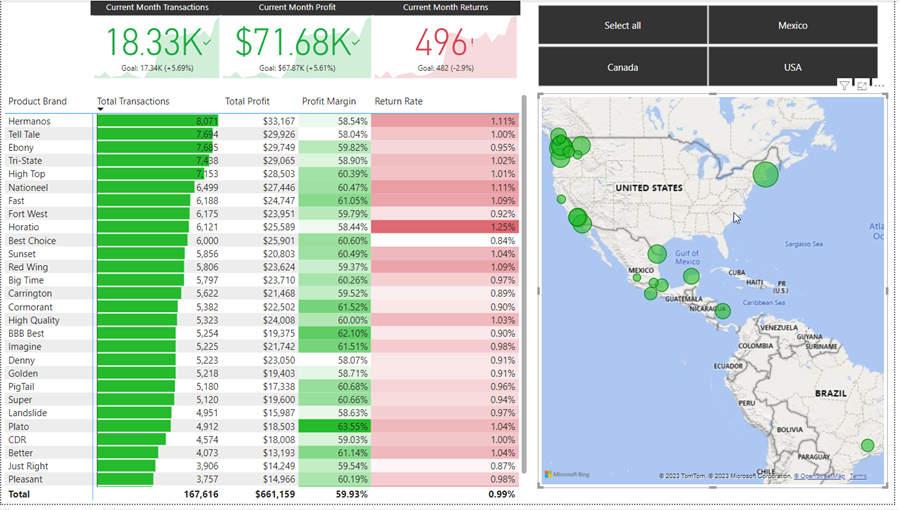 Current Month Transactions
18.33K
Goal: 17.34K (+5.69%)
Current Month Profit
$71.68K
Goal: $67.87K (+5.61%)
Current Month Returns
496!
Goal: 482 (-2.9%)
Select all
Mexico
Canada
USA
Product Brand Total Transactions Total Profit Profit Margin Return Rate
Hermanos 8,071 $33,167 58.54% 1.11%
Tell Tale 7,694 $29,926 58.04% 1.00%
Ebony 7,685 $29,749 59.82% 0.95%
Tri-State 7,438 $29,065 58.90% 1.02%
High Top 7,153 $28,503 60.39% 1.01%
Nationeel 6,499 $27,446 60.47% 1.11%
Fast 6,188 $24,747 61.05% 1.09%
Fort West 6,175 $23,951 59.79% 0.92%
Horatio 6,121 $25,589 58.44% 1.25%
Best Choice 6,000 $25,901 60.60% 0.84%
Sunset 5,856 $20,803 60.49% 1.04%
Red Wing 5,806 $23,624 59.37% 1.09%
Big Time 5,797 $23,710 60.26% 0.97%
Carrington 5,622 $21,468 59.52% 0.89%
Cormorant 5,382 $22,502 61.52% 0.90%
High Quality 5,323 $24,008 60.00% 1.03%
BBB Best 5,254 $19,375 62.10% 0.90%
Imagine 5,225 $21,742 61.51% 0.98%
Denny 5,223 $23,050 58.07% 0.91%
Golden 5,218 $19,403 58.71% 0.91%
PigTail 5,180 $17,338 60.68% 0.96%
Super 5,120 $19,600 60.66% 0.94%
Landslide 4,951 $15,987 58.63% 0.97%
Plato 4,912 $18,503 63.55% 1.04%
CDR 4,574 $18,008 59.03% 1.00%
Better 4,073 $13,193 61.14% 1.04%
Just Right 3,906 $14,249 59.54% 0.87%
Pleasant 3,757 $14,966 60.19% 0.98%
Total 167,616 $661,159 59.93% 0.99%
UNITED STATES
Atla
Oc
Sargasso Sea
Gulf of
Mexico
MEXICO
CUBA
HAITI
PR
(U.S.)
GUATEMALA
Caribbean Sea
NICARAGUA
VENEZUELA
GUYANA
COLOMBIA
SURINAME
ECUADOR
BRAZIL
PERU
BOLIVIA
PARAGUAY
CHILE
Microsoft Bing
© 2023 TomTom, © 2023 Microsoft Corporation, © OpenStreetMap Terms